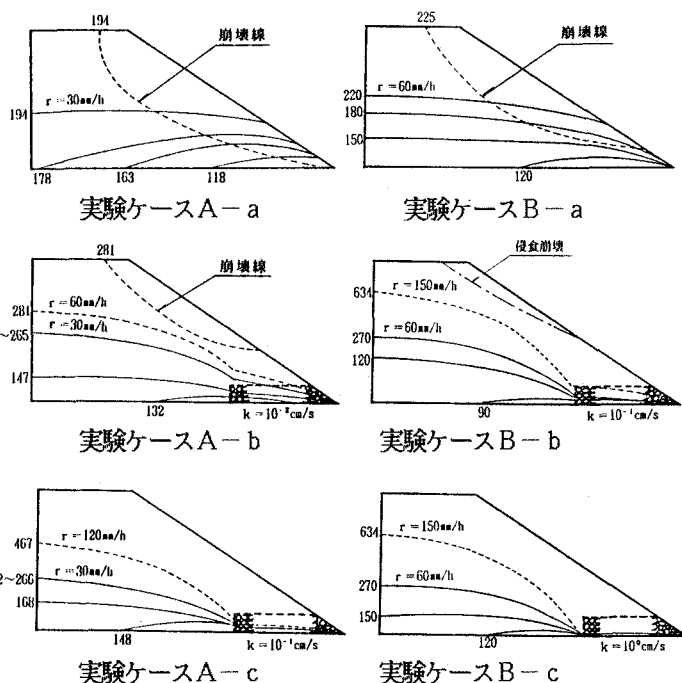 194
崩壊線
r=30mm/h
194
178
163
118
実験ケースA-a
225
崩壊線
r=60mm/h
220
180
150
120
実験ケースB-a
281
崩壊線
r=60mm/h
281
r=30mm/h
~265
147
132
k=10⁻²cm/s
実験ケースA-b
侵食崩壊
r=150mm/h
634
r=60mm/h
270
120
90
k=10⁻¹cm/s
実験ケースB-b
r=120mm/h
467
r=30mm/h
2~266
168
148
k=10⁻¹cm/s
実験ケースA-c
r=150mm/h
634
r=60mm/h
270
150
120
k=10⁰cm/s
実験ケースB-c